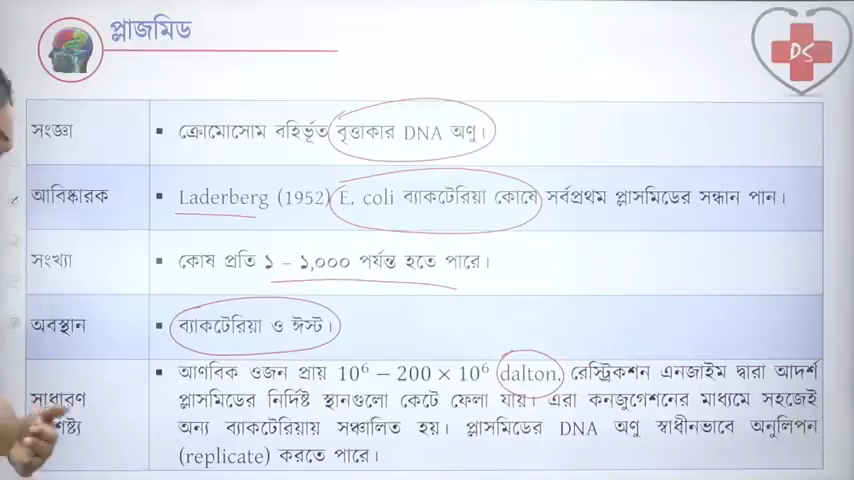 প্লাজমিড
DS
সংজ্ঞা
ক্রোমোসোম বহির্ভূত বৃত্তাকার DNA অণু।
আবিষ্কারক
Laderberg (1952) E. coli ব্যাকটেরিয়া কোষে সর্বপ্রথম প্লাসমিডের সন্ধান পান।
সংখ্যা
কোষ প্রতি ১ – ১,০০০ পর্যন্ত হতে পারে।
অবস্থান
ব্যাকটেরিয়া ও ঈস্ট।
সাধারণ
আণবিক ওজন প্রায় 10⁶ – 200 × 10⁶ dalton. রেস্ট্রিকশন এনজাইম দ্বারা আদর্শ
প্লাসমিডের নির্দিষ্ট স্থানগুলো কেটে ফেলা যায়। এরা কনজুগেশনের মাধ্যমে সহজেই
অন্য ব্যাকটেরিয়ায় সঞ্চালিত হয়। প্লাসমিডের DNA অণু স্বাধীনভাবে অনুলিপন
(replicate) করতে পারে।